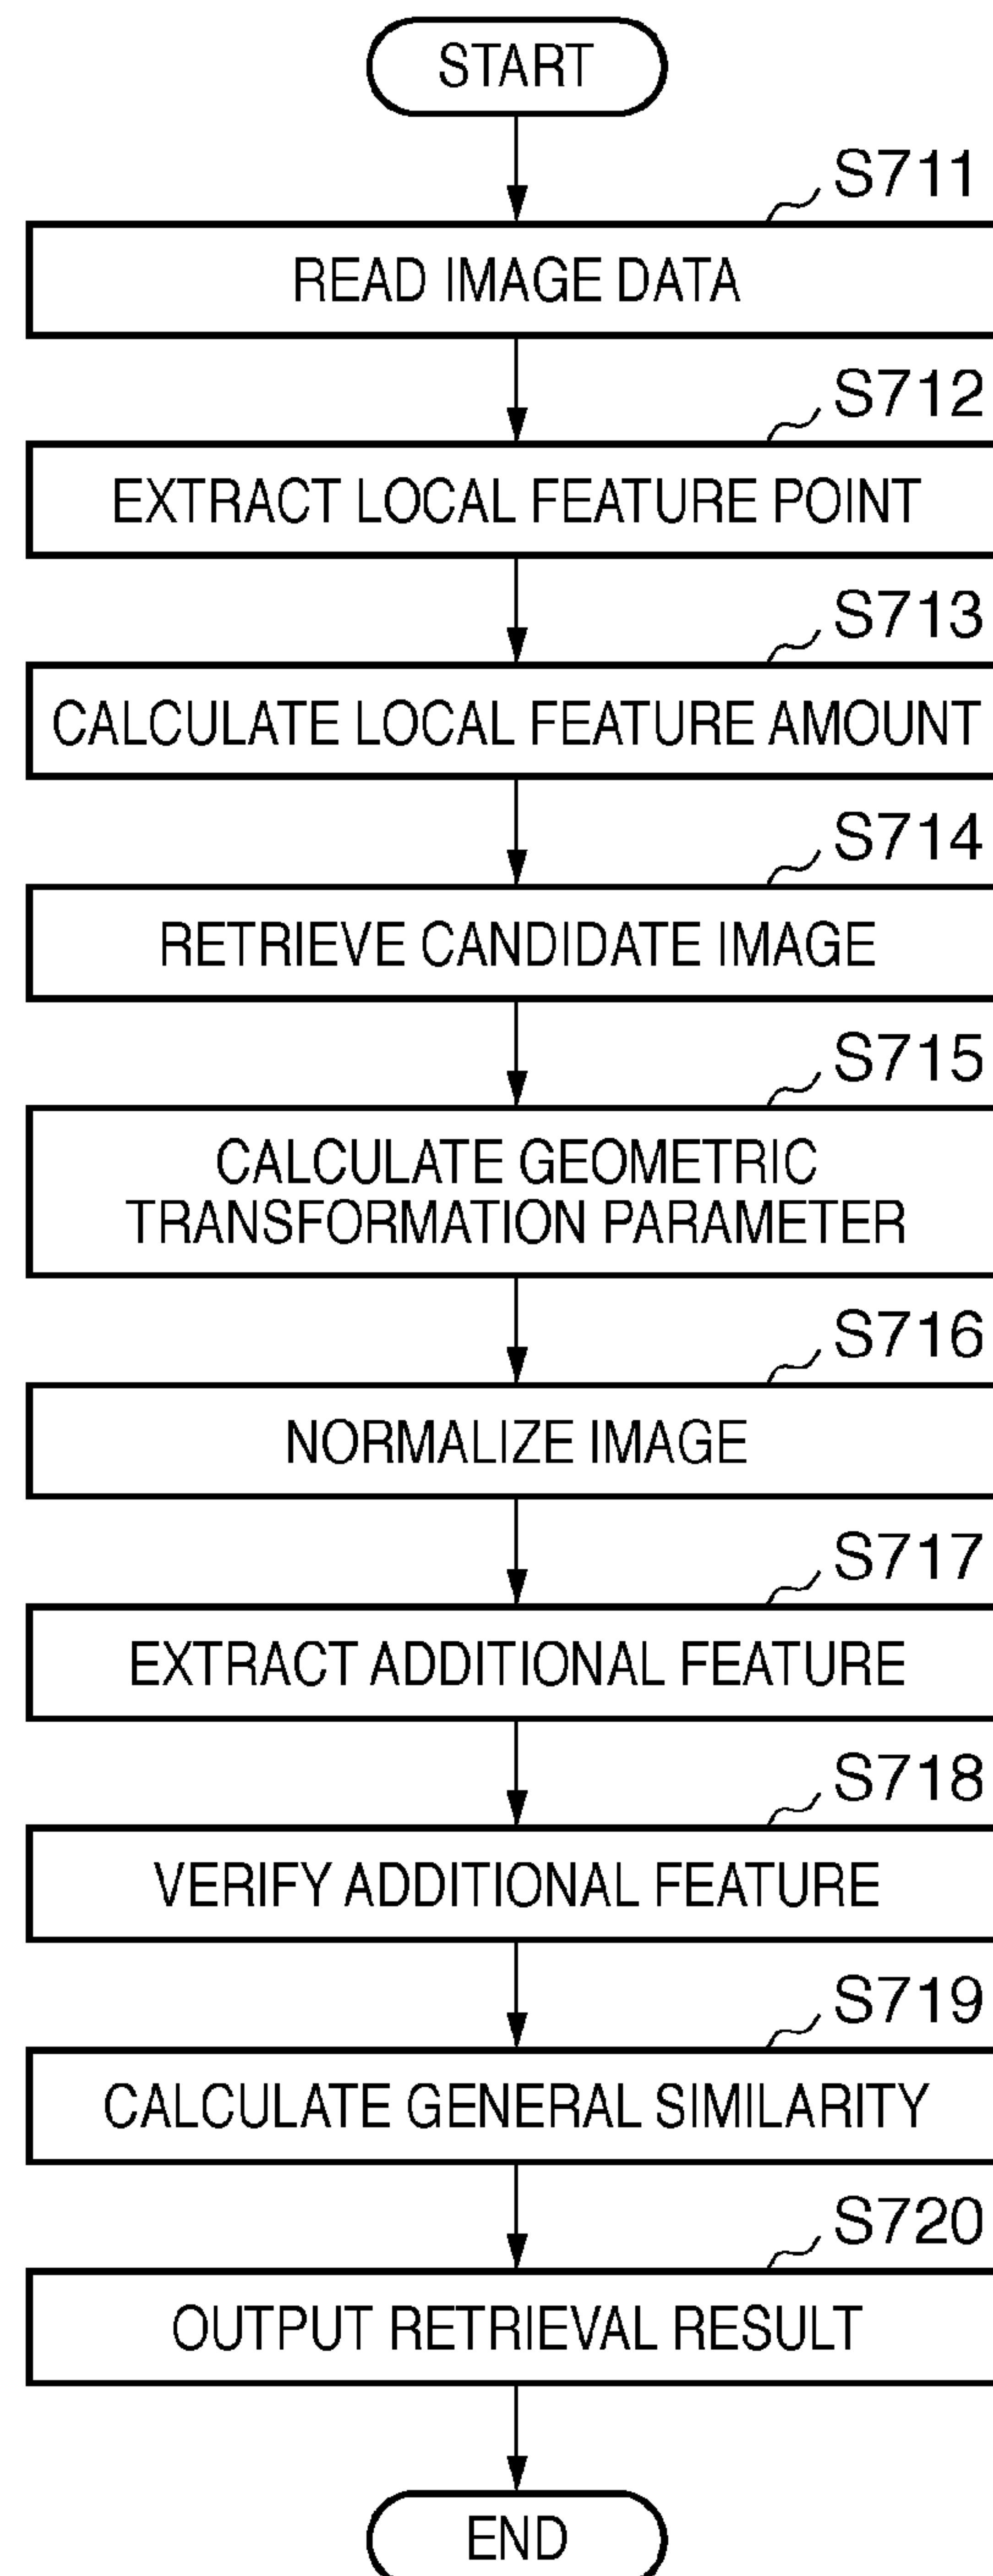 START
S711
READ IMAGE DATA
S712
EXTRACT LOCAL FEATURE POINT
S713
CALCULATE LOCAL FEATURE AMOUNT
S714
RETRIEVE CANDIDATE IMAGE
S715
CALCULATE GEOMETRIC
TRANSFORMATION PARAMETER
S716
NORMALIZE IMAGE
S717
EXTRACT ADDITIONAL FEATURE
S718
VERIFY ADDITIONAL FEATURE
S719
CALCULATE GENERAL SIMILARITY
S720
OUTPUT RETRIEVAL RESULT
END